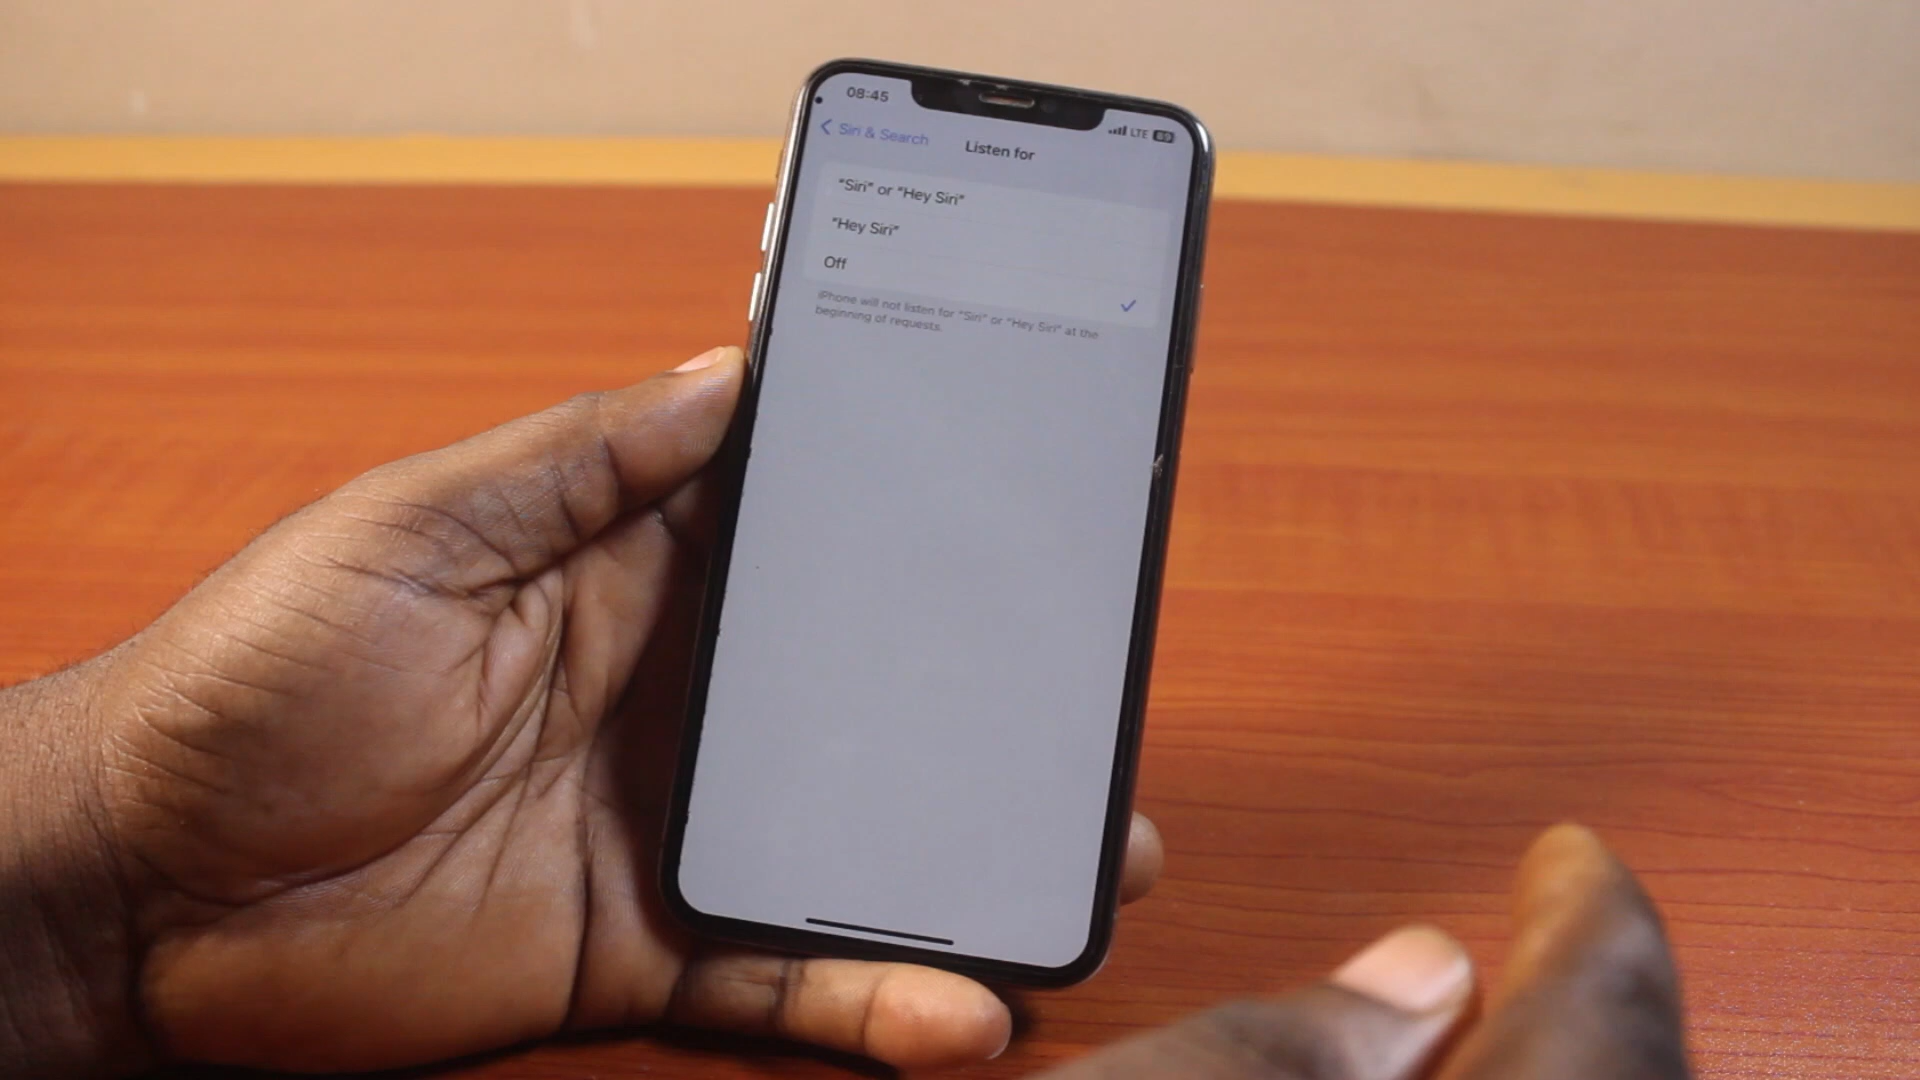 08:45
LTE 69
Siri & Search
Listen for
"Siri" or "Hey Siri"
"Hey Siri"
Off
iPhone will not listen for "Siri" or "Hey Siri" at the
beginning of requests.